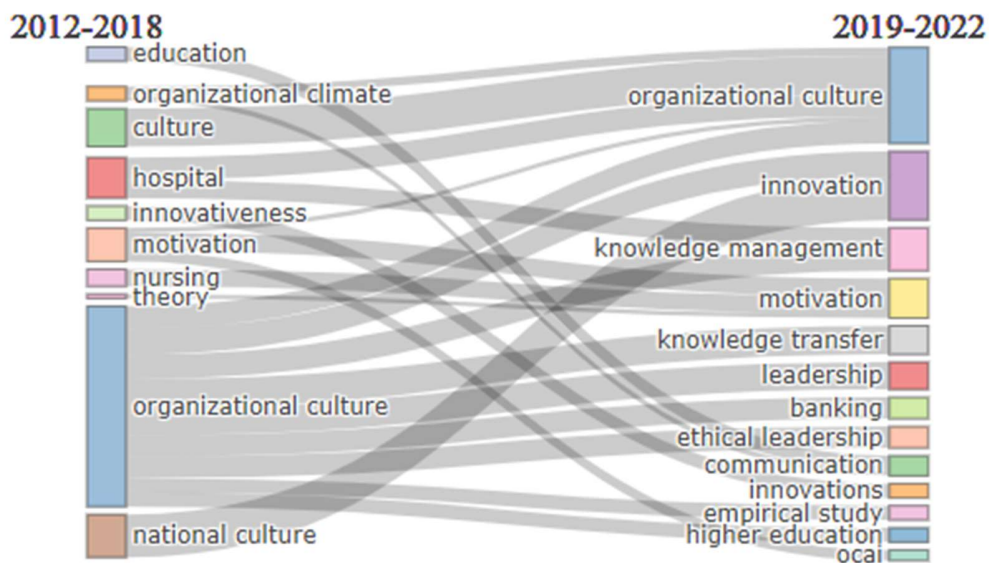 2012-2018
education
organizational climate
culture
hospital
innovativeness
motivation
nursing
theory
organizational culture
national culture
2019-2022
organizational culture
innovation
knowledge management
motivation
knowledge transfer
leadership
banking
ethical leadership
communication
innovations
empirical study
higher education
ocai